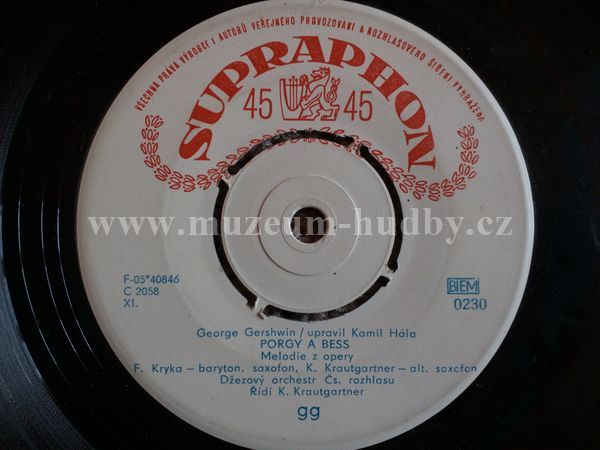 VŠECHNA PRÁVA VÝROBCE I AUTORŮ VEŘEJNÉHO PROVOZOVÁNÍ A ROZHLASOVÉHO ŠÍŘENÍ VYHRAŽENA
SUPRAPHON
45 45
www.muzeum-hudby.cz
F-05*40846
C 2058
XI.
BIEM
0230
George Gershwin / upravil Kamil Hála
PORGY A BESS
Melodie z opery
F. Kryka – baryton. saxofon, K. Krautgartner – alt. saxofon
Džezový orchestr Čs. rozhlasu
Řídí K. Krautgartner
gg